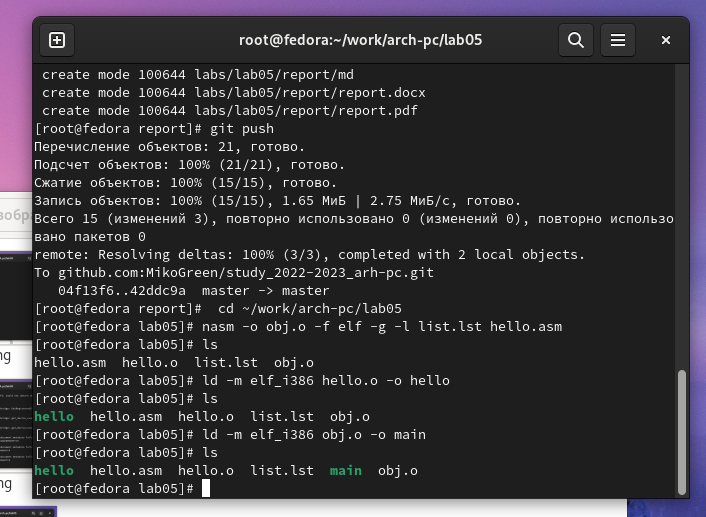 root@fedora:~/work/arch-pc/lab05
create mode 100644 labs/lab05/report/md
create mode 100644 labs/lab05/report/report.docx
create mode 100644 labs/lab05/report/report.pdf
[root@fedora report]# git push
Перечисление объектов: 21, готово.
Подсчет объектов: 100% (21/21), готово.
Сжатие объектов: 100% (15/15), готово.
Запись объектов: 100% (15/15), 1.65 МиБ | 2.75 МиБ/с, готово.
Всего 15 (изменений 3), повторно использовано 0 (изменений 0), повторно использо
вано пакетов 0
remote: Resolving deltas: 100% (3/3), completed with 2 local objects.
To github.com:MikoGreen/study_2022-2023_arh-pc.git
   04f13f6..42ddc9a  master -> master
[root@fedora report]#  cd ~/work/arch-pc/lab05
[root@fedora lab05]# nasm -o obj.o -f elf -g -l list.lst hello.asm
[root@fedora lab05]# ls
hello.asm  hello.o  list.lst  obj.o
[root@fedora lab05]# ld -m elf_i386 hello.o -o hello
[root@fedora lab05]# ls
hello  hello.asm  hello.o  list.lst  obj.o
[root@fedora lab05]# ld -m elf_i386 obj.o -o main
[root@fedora lab05]# ls
hello  hello.asm  hello.o  list.lst  main  obj.o
[root@fedora lab05]#